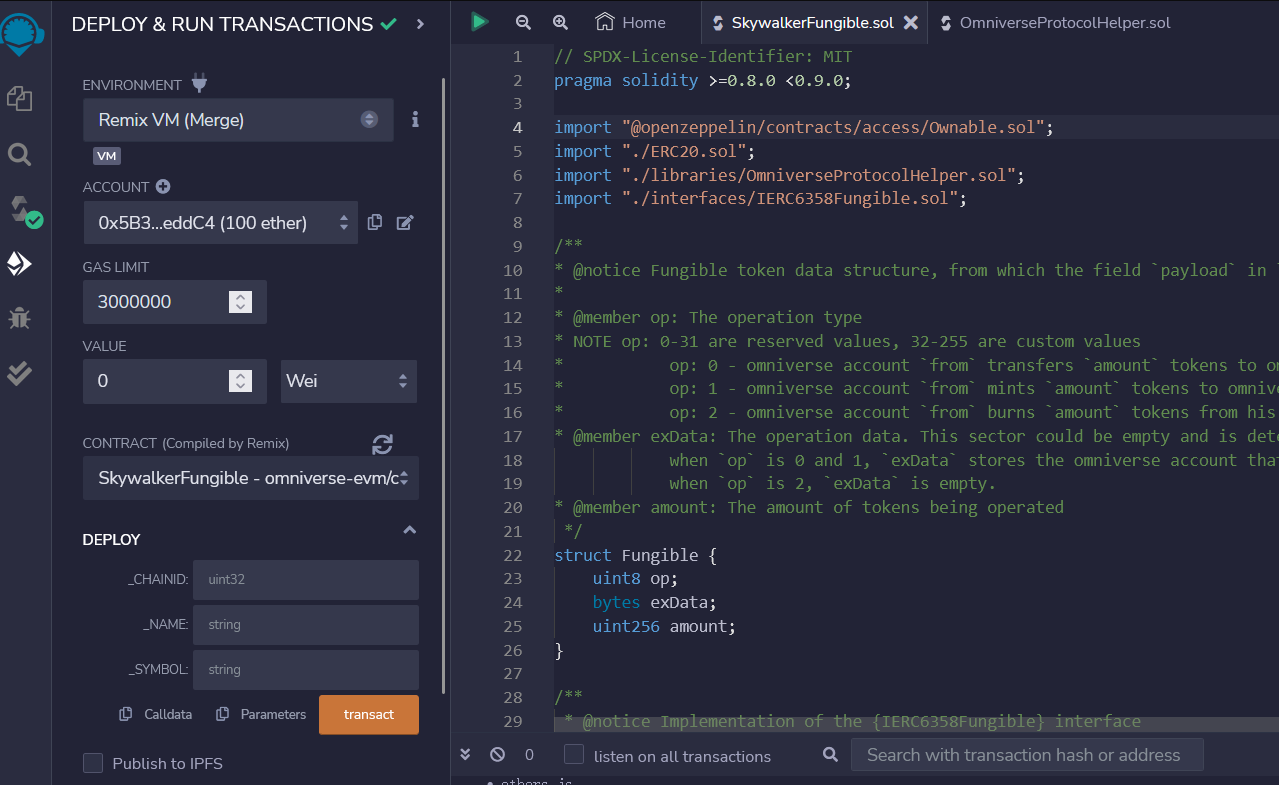 DEPLOY & RUN TRANSACTIONS
ENVIRONMENT
Remix VM (Merge)
VM
ACCOUNT
0x5B3...eddC4 (100 ether)
GAS LIMIT
3000000
VALUE
0
Wei
CONTRACT (Compiled by Remix)
SkywalkerFungible - omniverse-evm/c
DEPLOY
_CHAINID: uint32
_NAME: string
_SYMBOL: string
Calldata Parameters transact
Publish to IPFS
Home SkywalkerFungible.sol OmniverseProtocolHelper.sol
1 // SPDX-License-Identifier: MIT
2 pragma solidity >=0.8.0 <0.9.0;
3
4 import "@openzeppelin/contracts/access/Ownable.sol";
5 import "./ERC20.sol";
6 import "./libraries/OmniverseProtocolHelper.sol";
7 import "./interfaces/IERC6358Fungible.sol";
8
9 /**
10 * @notice Fungible token data structure, from which the field `payload` in `
11 *
12 * @member op: The operation type
13 * NOTE op: 0-31 are reserved values, 32-255 are custom values
14 * op: 0 - omniverse account `from` transfers `amount` tokens to om
15 * op: 1 - omniverse account `from` mints `amount` tokens to omnive
16 * op: 2 - omniverse account `from` burns `amount` tokens from his
17 * @member exData: The operation data. This sector could be empty and is dete
18 when `op` is 0 and 1, `exData` stores the omniverse account that
19 when `op` is 2, `exData` is empty.
20 * @member amount: The amount of tokens being operated
21 */
22 struct Fungible {
23 uint8 op;
24 bytes exData;
25 uint256 amount;
26 }
27
28 /**
29 * @notice Implementation of the {IERC6358Fungible} interface
0 listen on all transactions Search with transaction hash or address